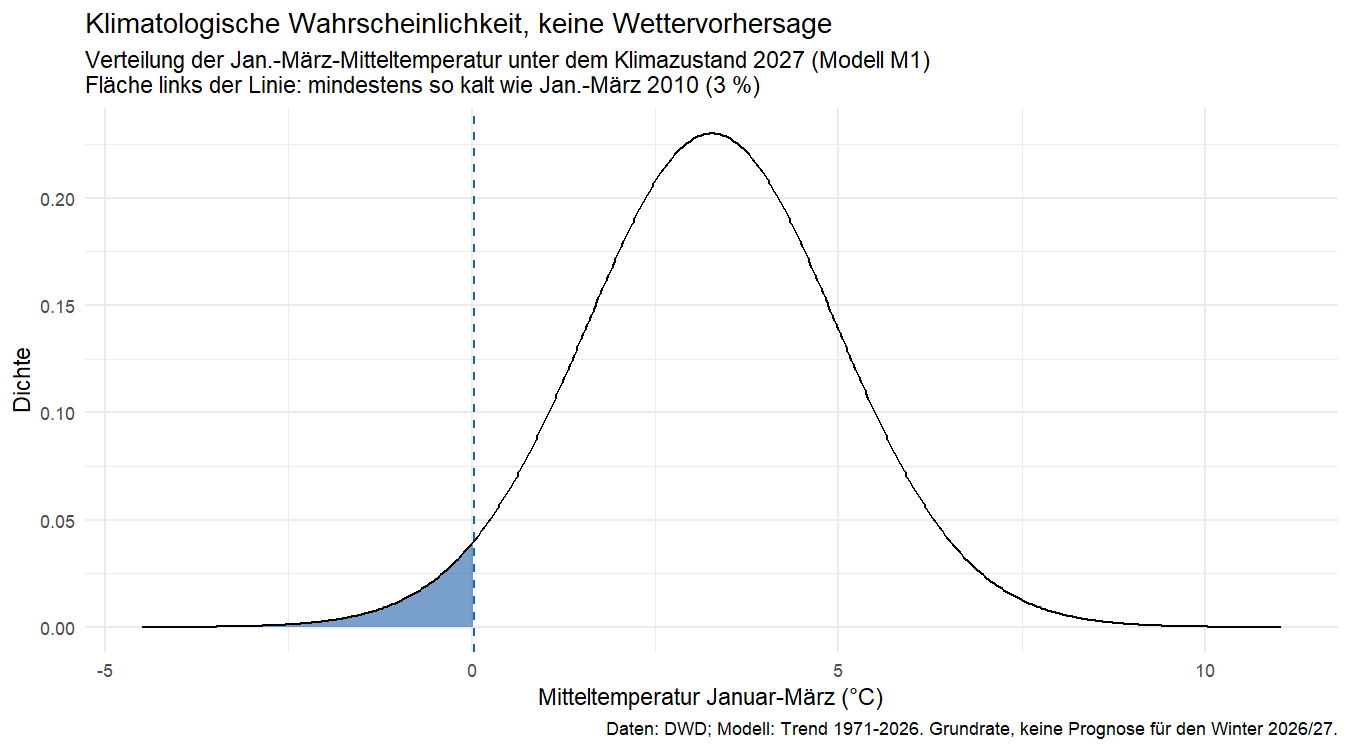 Klimatologische Wahrscheinlichkeit, keine Wettervorhersage
Verteilung der Jan.-März-Mitteltemperatur unter dem Klimazustand 2027 (Modell M1)
Fläche links der Linie: mindestens so kalt wie Jan.-März 2010 (3 %)
Dichte
0.20
0.15
0.10
0.05
0.00
-5 0 5 10
Mitteltemperatur Januar-März (°C)
Daten: DWD; Modell: Trend 1971-2026. Grundrate, keine Prognose für den Winter 2026/27.